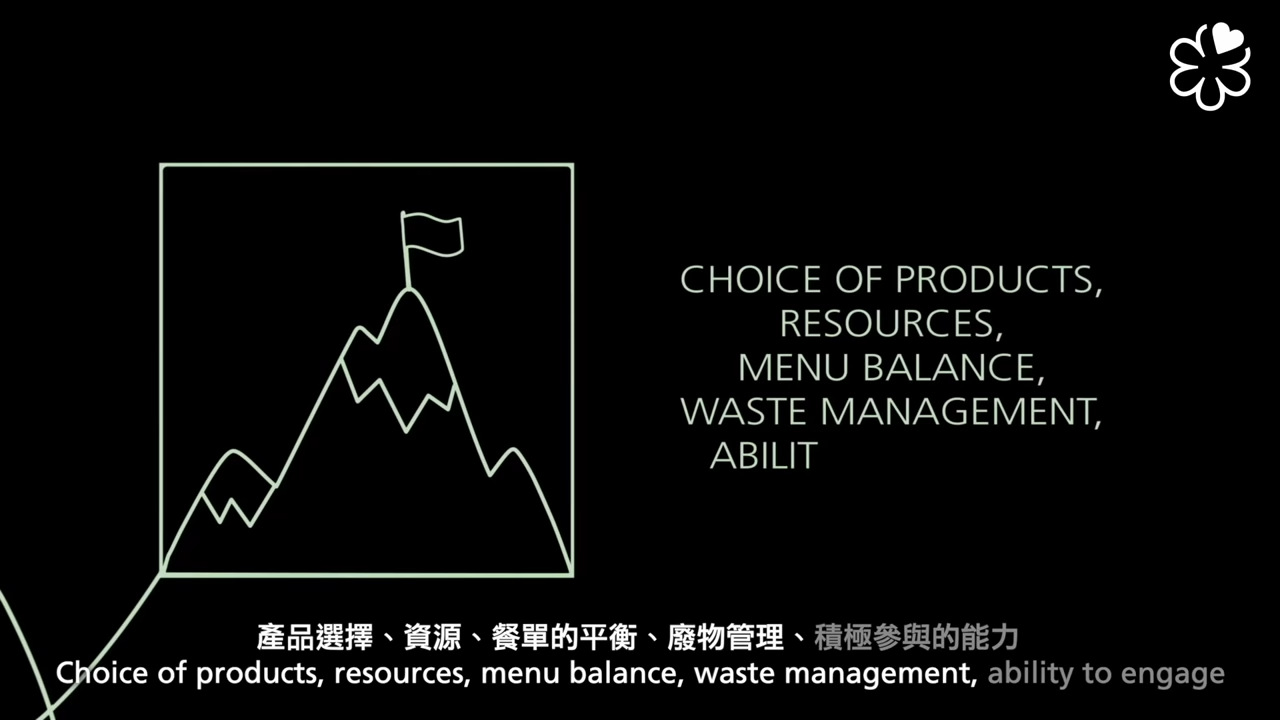 CHOICE OF PRODUCTS,
RESOURCES,
MENU BALANCE,
WASTE MANAGEMENT,
ABILIT
產品選擇、資源、餐單的平衡、廢物管理、積極參與的能力
Choice of products, resources, menu balance, waste management, ability to engage